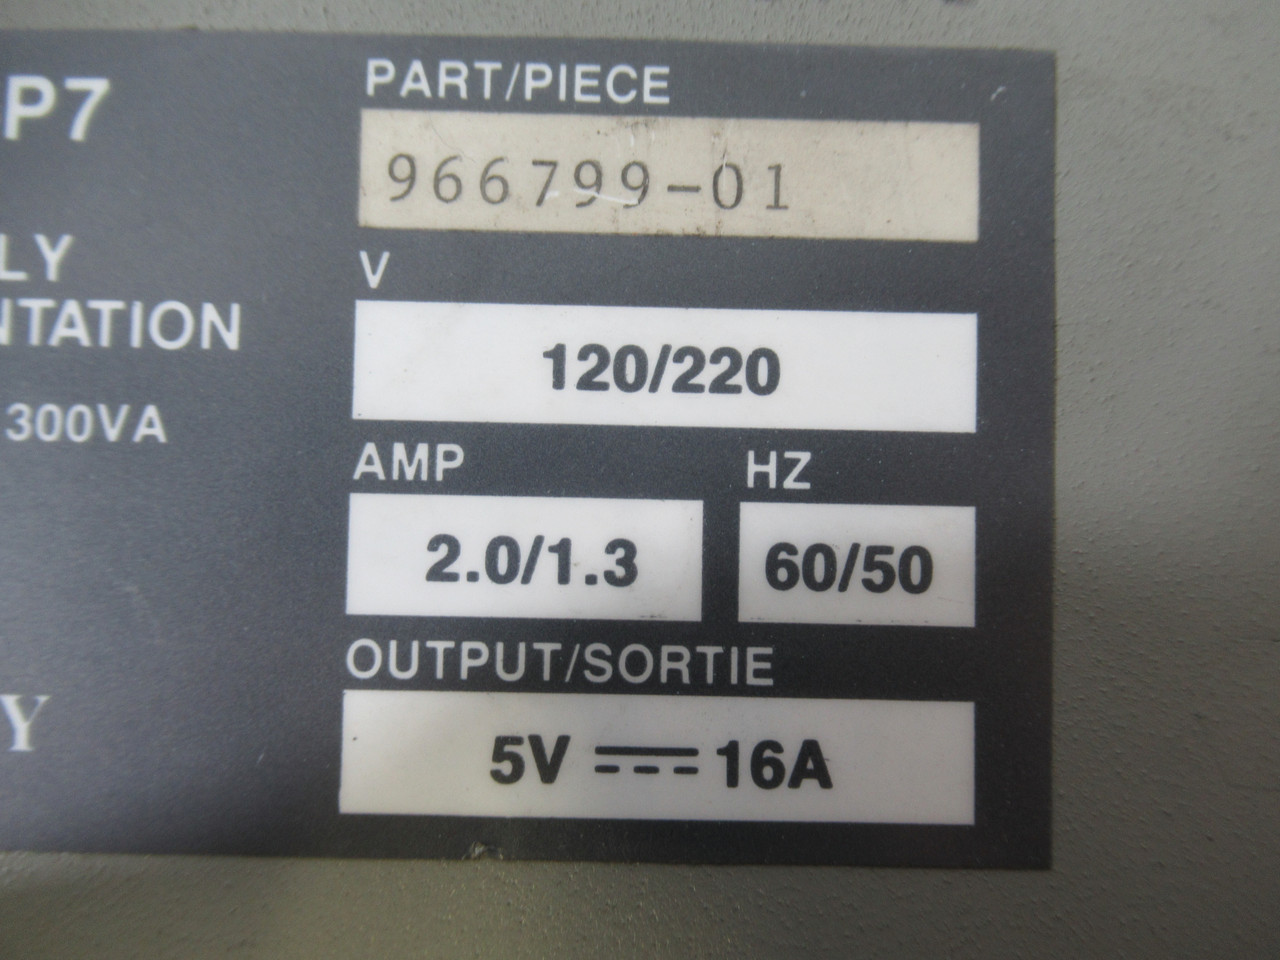 P7
PART/PIECE
966799-01
LY
NTATION
V
120/220
300VA
AMP
HZ
2.0/1.3
60/50
OUTPUT/SORTIE
Y
5V ⎓ 16A